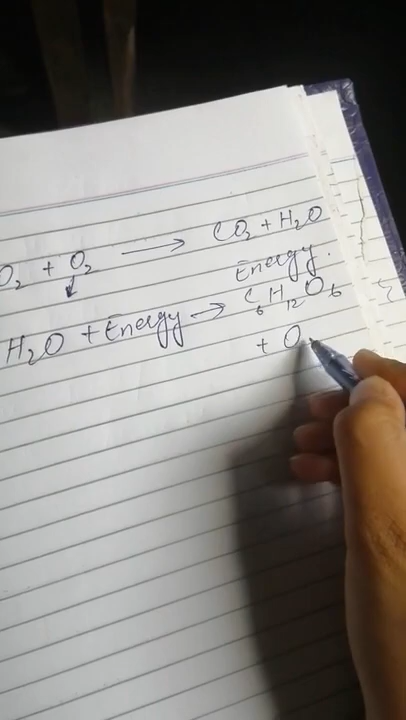 O₂ + O₂ → CO₂ + H₂O
↓ Energy.
H₂O + Energy → C₆H₁₂O₆
+ O